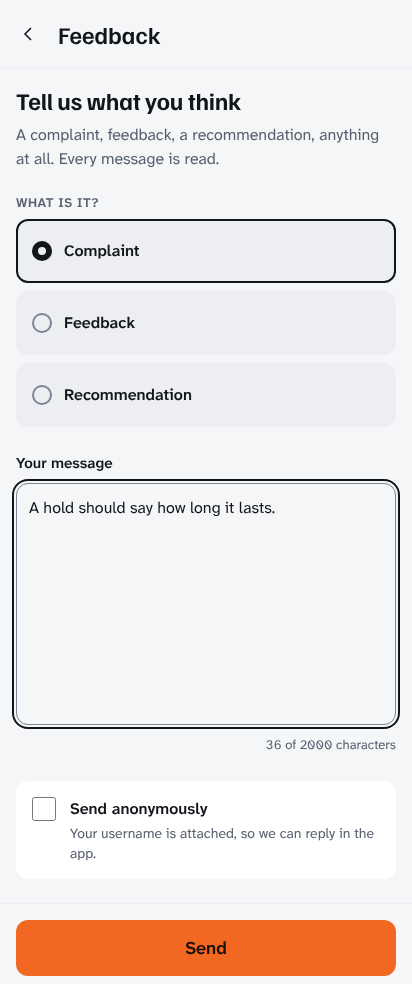 Feedback
Tell us what you think
A complaint, feedback, a recommendation, anything
at all. Every message is read.
WHAT IS IT?
Complaint
Feedback
Recommendation
Your message
A hold should say how long it lasts.
36 of 2000 characters
Send anonymously
Your username is attached, so we can reply in the
app.
Send